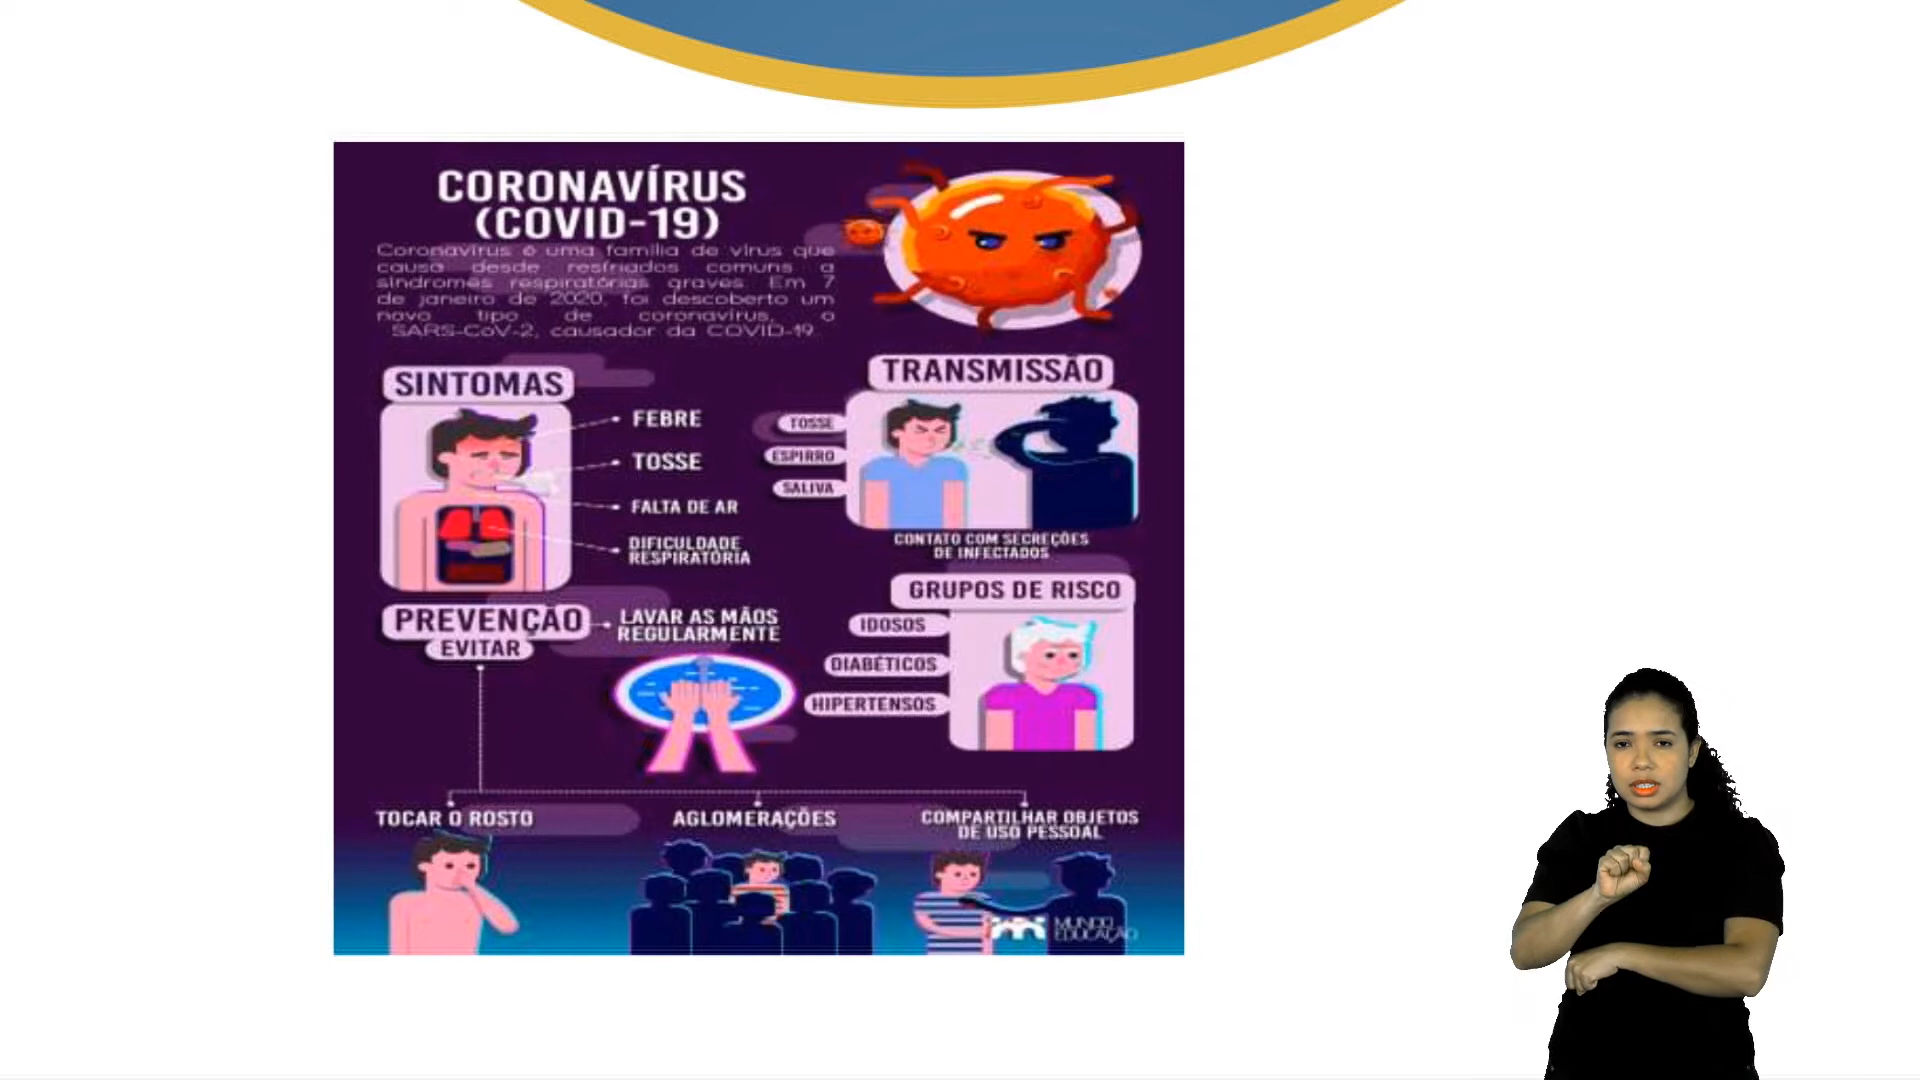 CORONAVÍRUS
(COVID-19)
Coronavírus é uma família de vírus que
causa desde resfriados comuns a
síndromes respiratórias graves. Em 7
de janeiro de 2020, foi descoberto um
novo tipo de coronavírus, o
SARS-CoV-2, causador da COVID-19.
SINTOMAS
FEBRE
TOSSE
FALTA DE AR
DIFICULDADE
RESPIRATÓRIA
TRANSMISSÃO
TOSSE
ESPIRRO
SALIVA
CONTATO COM SECREÇÕES
DE INFECTADOS
PREVENÇÃO
EVITAR
LAVAR AS MÃOS
REGULARMENTE
GRUPOS DE RISCO
IDOSOS
DIABÉTICOS
HIPERTENSOS
TOCAR O ROSTO
AGLOMERAÇÕES
COMPARTILHAR OBJETOS
DE USO PESSOAL
MUNDO
EDUCAÇÃO